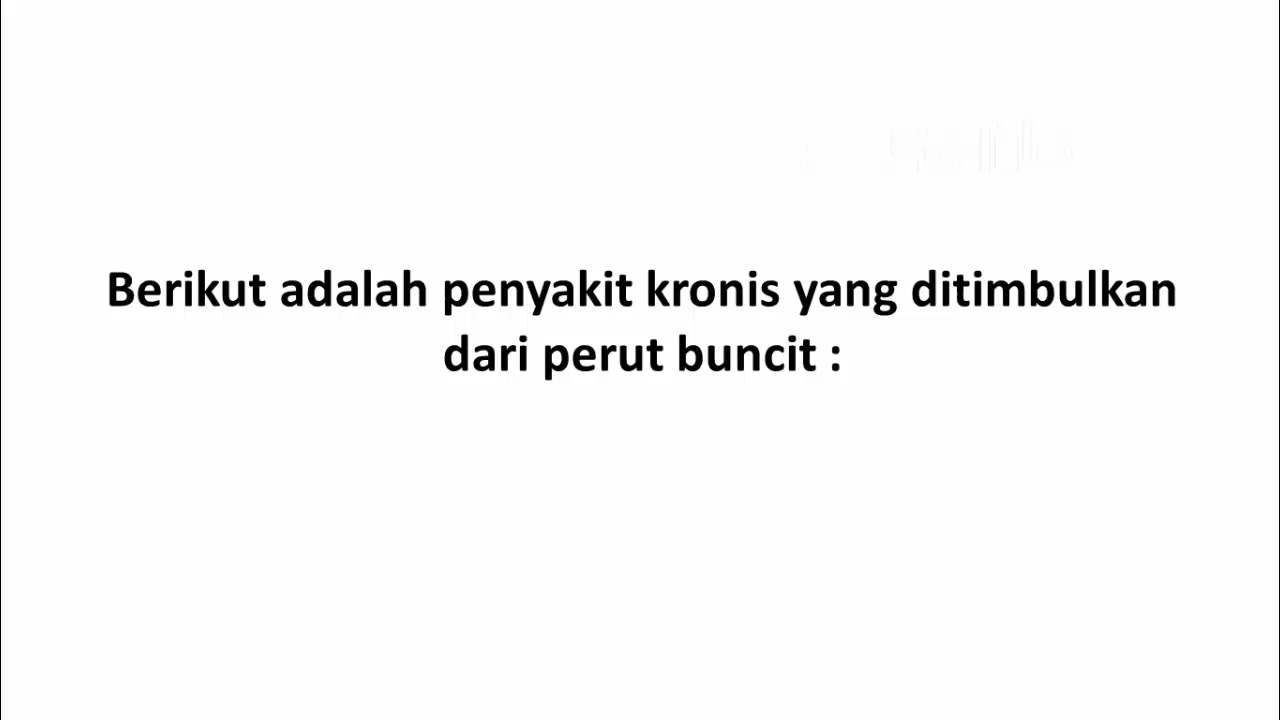 Berikut adalah penyakit kronis yang ditimbulkan
dari perut buncit :